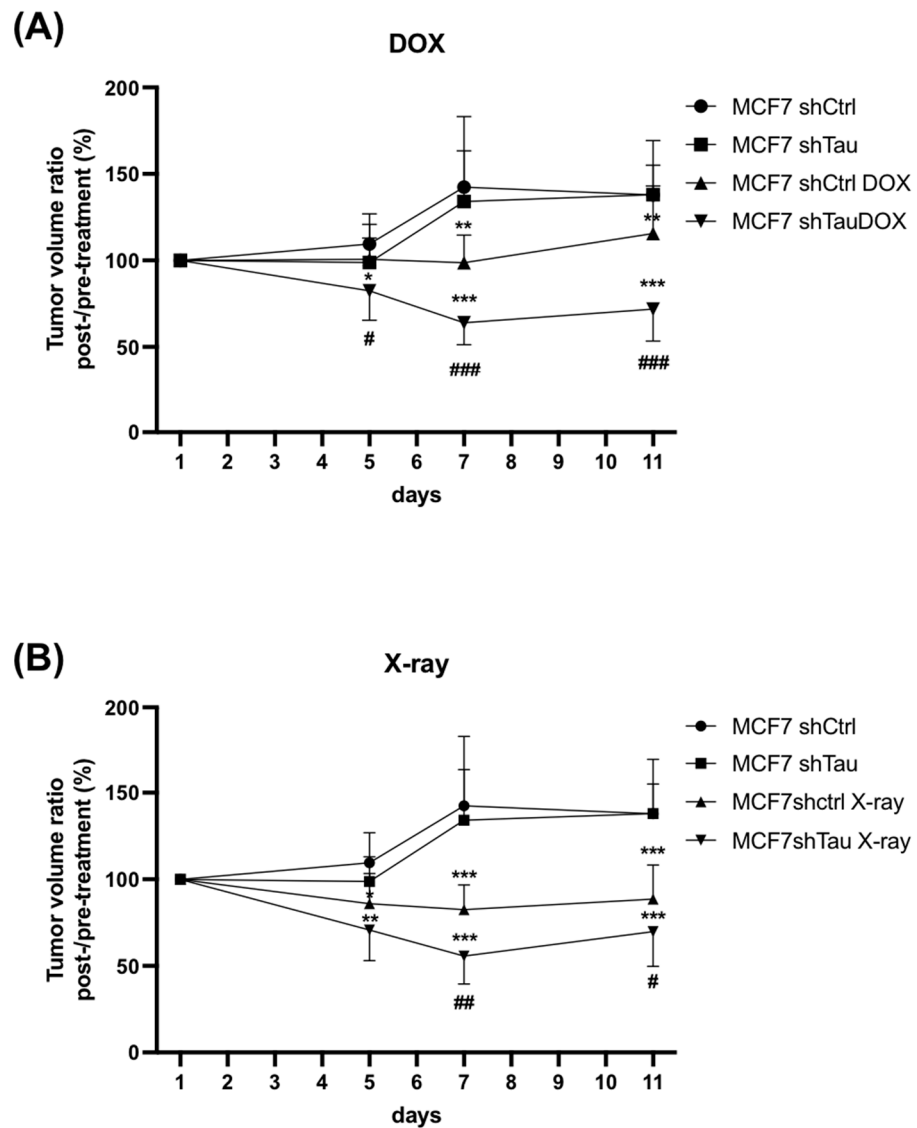 (A)
DOX
Tumor volume ratio
post-/pre-treatment (%)
200
150
100
50
0
MCF7 shCtrl
MCF7 shTau
MCF7 shCtrl DOX
MCF7 shTauDOX
**
**
*
***
***
#
###
###
1 2 3 4 5 6 7 8 9 10 11
days
(B)
X-ray
Tumor volume ratio
post-/pre-treatment (%)
200
150
100
50
0
MCF7 shCtrl
MCF7 shTau
MCF7shctrl X-ray
MCF7shTau X-ray
***
***
*
**
***
***
##
#
1 2 3 4 5 6 7 8 9 10 11
days